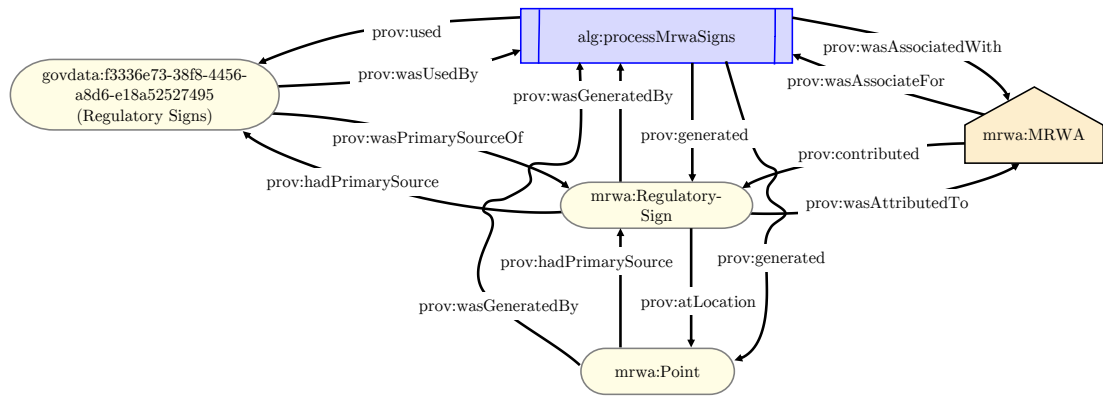 alg:processMrwaSigns
prov:used
prov:wasAssociatedWith
govdata:f3336e73-38f8-4456-
a8d6-e18a52527495
(Regulatory Signs)
prov:wasUsedBy
prov:wasAssociateFor
prov:wasGeneratedBy
prov:wasPrimarySourceOf
prov:generated
mrwa:MRWA
prov:contributed
prov:hadPrimarySource
mrwa:Regulatory-
Sign
prov:wasAttributedTo
prov:hadPrimarySource
prov:generated
prov:wasGeneratedBy
prov:atLocation
mrwa:Point